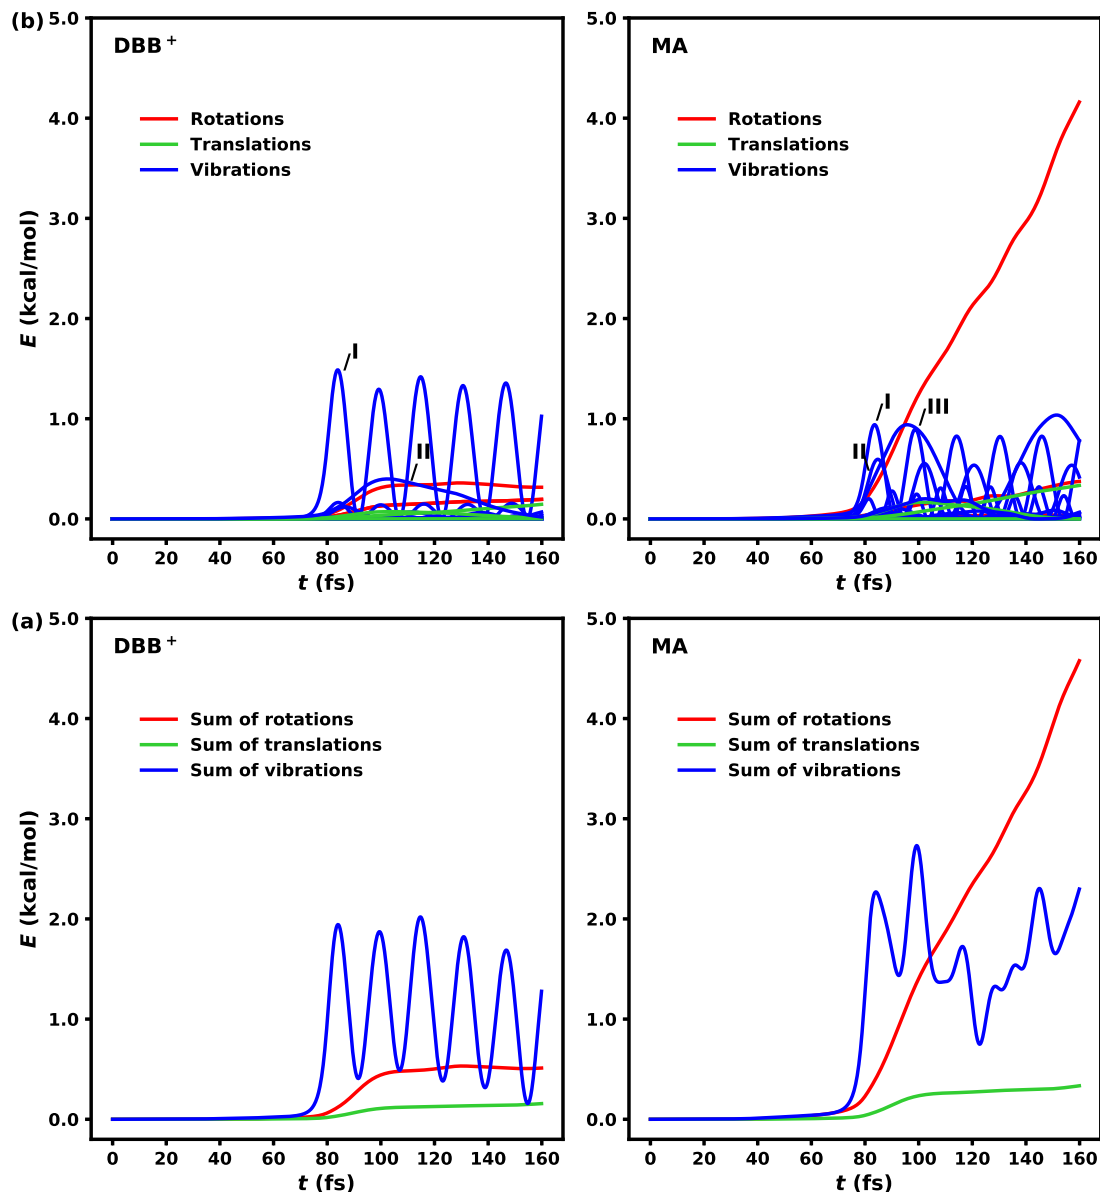 (b)
DBB+
Rotations
Translations
Vibrations
I
II
E (kcal/mol)
5.0
4.0
3.0
2.0
1.0
0.0
0 20 40 60 80 100 120 140 160
t (fs)
MA
Rotations
Translations
Vibrations
I
II
III
5.0
4.0
3.0
2.0
1.0
0.0
0 20 40 60 80 100 120 140 160
t (fs)
(a)
DBB+
Sum of rotations
Sum of translations
Sum of vibrations
E (kcal/mol)
5.0
4.0
3.0
2.0
1.0
0.0
0 20 40 60 80 100 120 140 160
t (fs)
MA
Sum of rotations
Sum of translations
Sum of vibrations
5.0
4.0
3.0
2.0
1.0
0.0
0 20 40 60 80 100 120 140 160
t (fs)